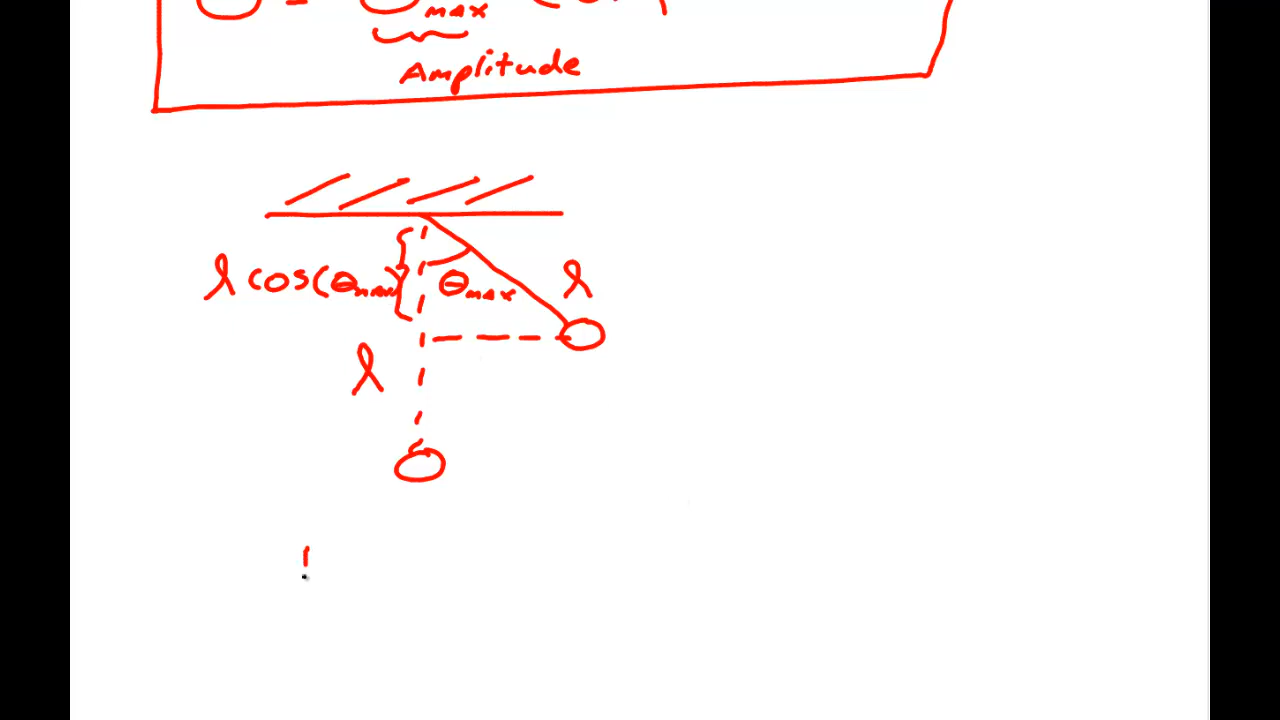 max
Amplitude
l cos(θmax) θmax l
l